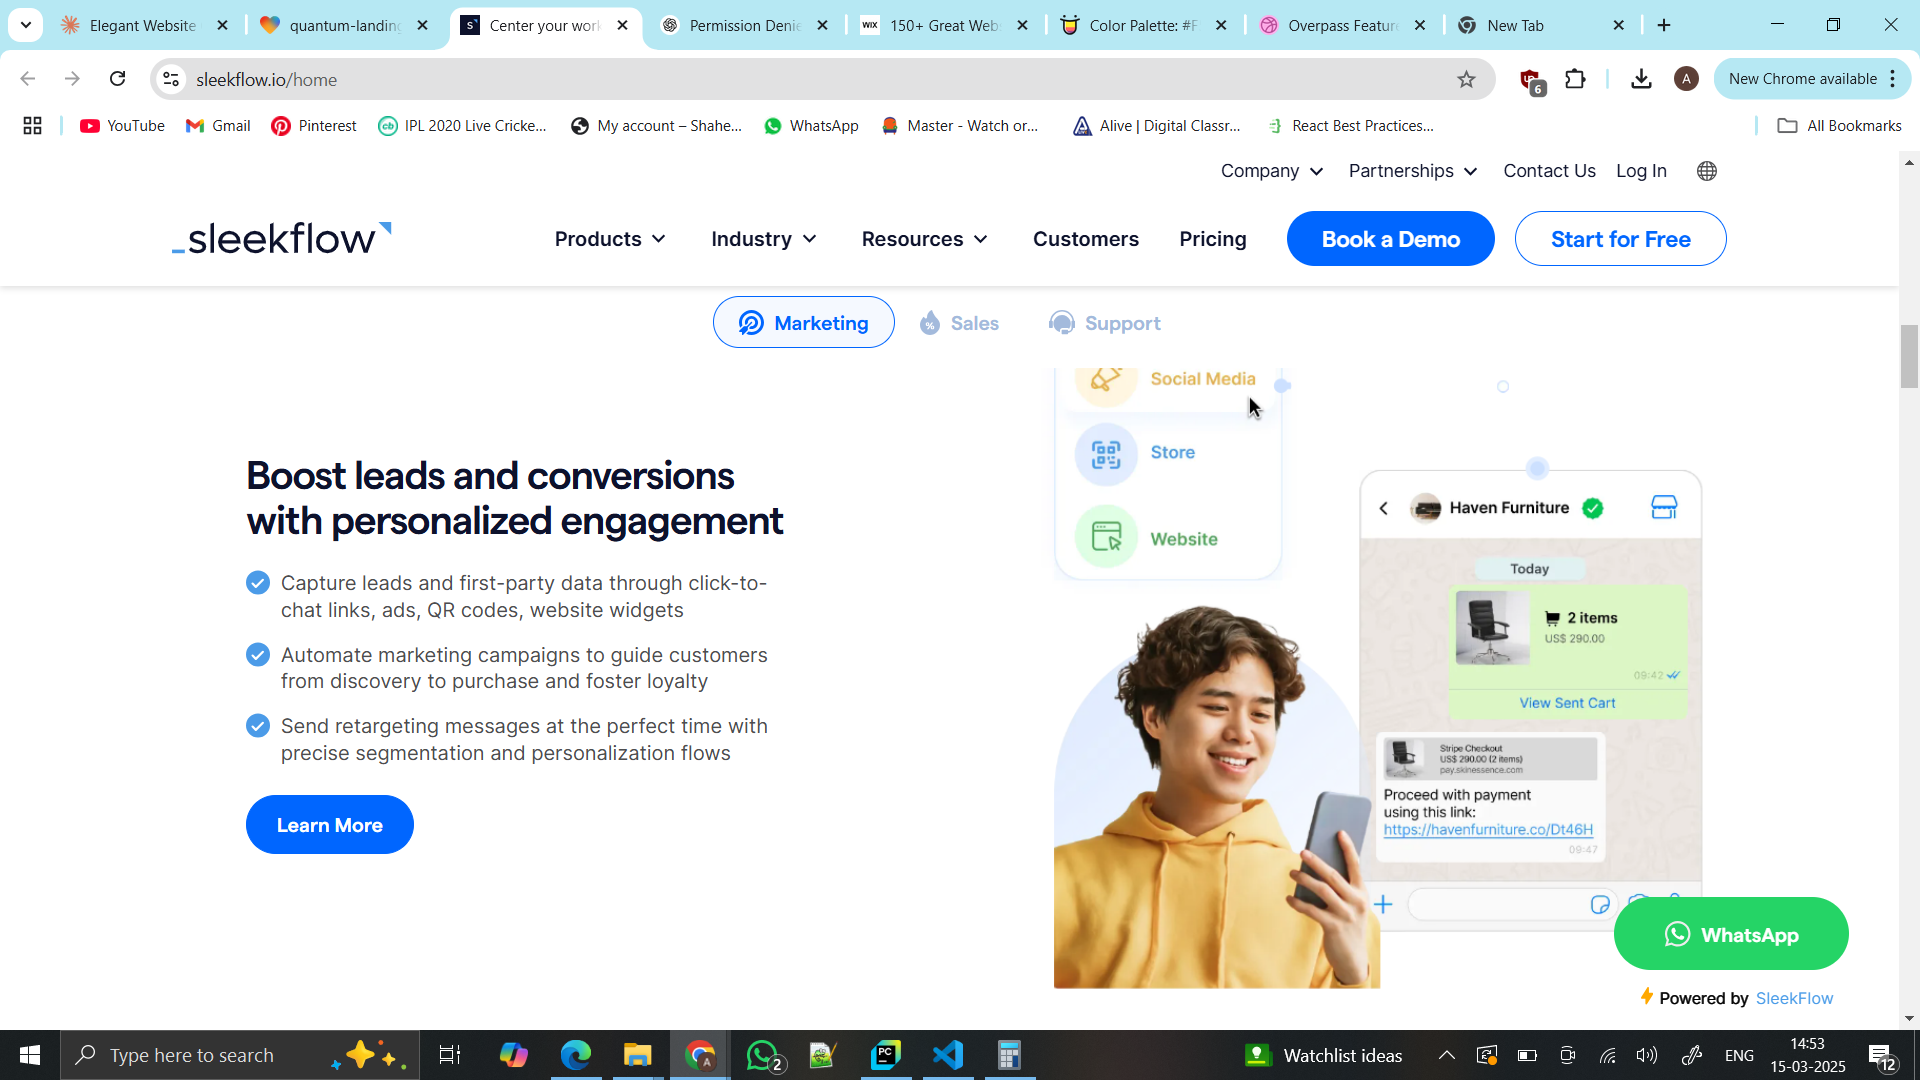 Elegant Website
quantum-landing
Center your work
Permission Denie
WIX
150+ Great Web
Color Palette: #F
Overpass Featur
New Tab
sleekflow.io/home
6
A
New Chrome available
YouTube
Gmail
Pinterest
IPL 2020 Live Cricke...
My account – Shahe...
WhatsApp
Master - Watch or...
Alive | Digital Classr...
React Best Practices...
All Bookmarks
Company
Partnerships
Contact Us
Log In
sleekflow
Products
Industry
Resources
Customers
Pricing
Book a Demo
Start for Free
Marketing
Sales
Support
Boost leads and conversions
with personalized engagement
Capture leads and first-party data through click-to-
chat links, ads, QR codes, website widgets
Automate marketing campaigns to guide customers
from discovery to purchase and foster loyalty
Send retargeting messages at the perfect time with
precise segmentation and personalization flows
Learn More
Social Media
Store
Website
Haven Furniture
Today
2 items
US$ 290.00
09:42
View Sent Cart
Stripe Checkout
US$ 290.00 (2 items)
pay.skinessence.com
Proceed with payment
using this link:
https://havenfurniture.co/Dt46H
09:47
WhatsApp
Powered by SleekFlow
Type here to search
2
PC
Watchlist ideas
ENG
14:53
15-03-2025
12